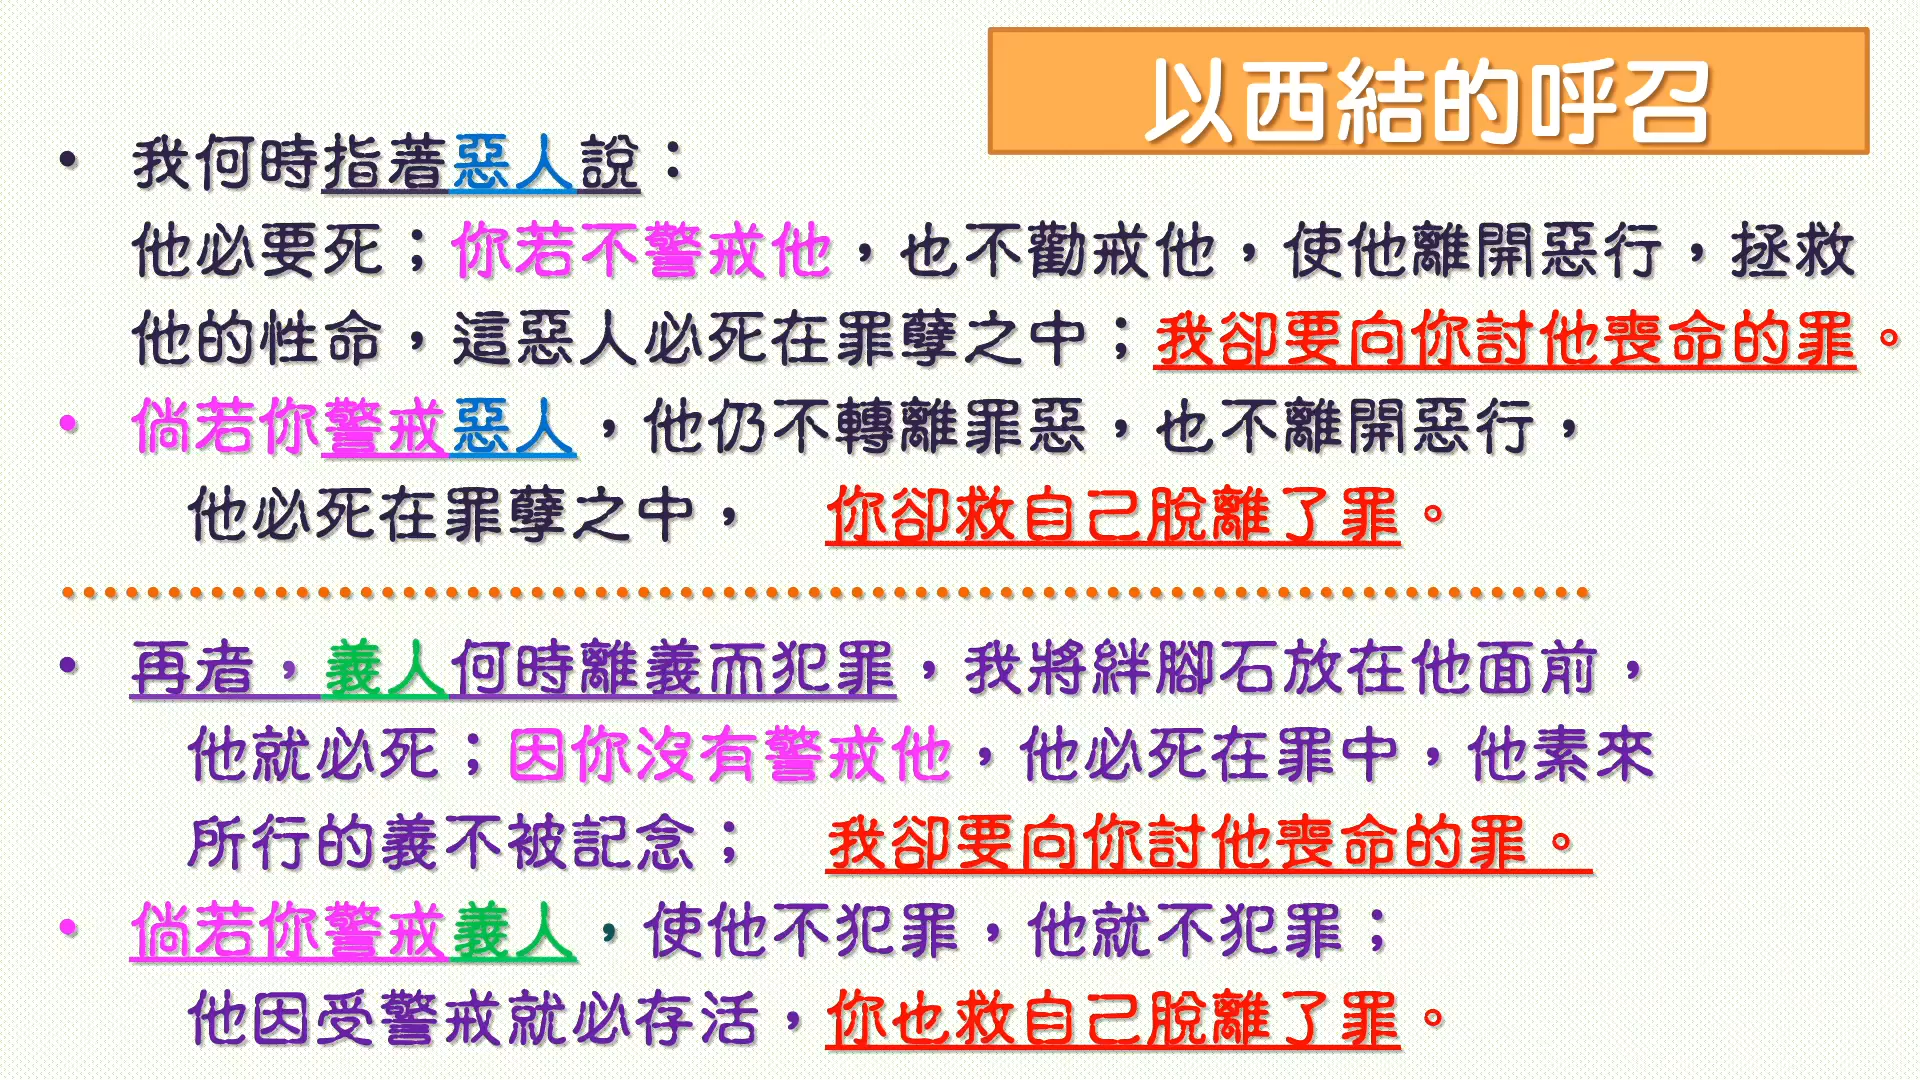 以西結的呼召
• 我何時指著惡人說：
他必要死；你若不警戒他，也不勸戒他，使他離開惡行，拯救
他的性命，這惡人必死在罪孽之中；我卻要向你討他喪命的罪。
• 倘若你警戒惡人，他仍不轉離罪惡，也不離開惡行，
他必死在罪孽之中， 你卻救自己脫離了罪。
• 再者，義人何時離義而犯罪，我將絆腳石放在他面前，
他就必死；因你沒有警戒他，他必死在罪中，他素來
所行的義不被記念； 我卻要向你討他喪命的罪。
• 倘若你警戒義人，使他不犯罪，他就不犯罪；
他因受警戒就必存活，你也救自己脫離了罪。